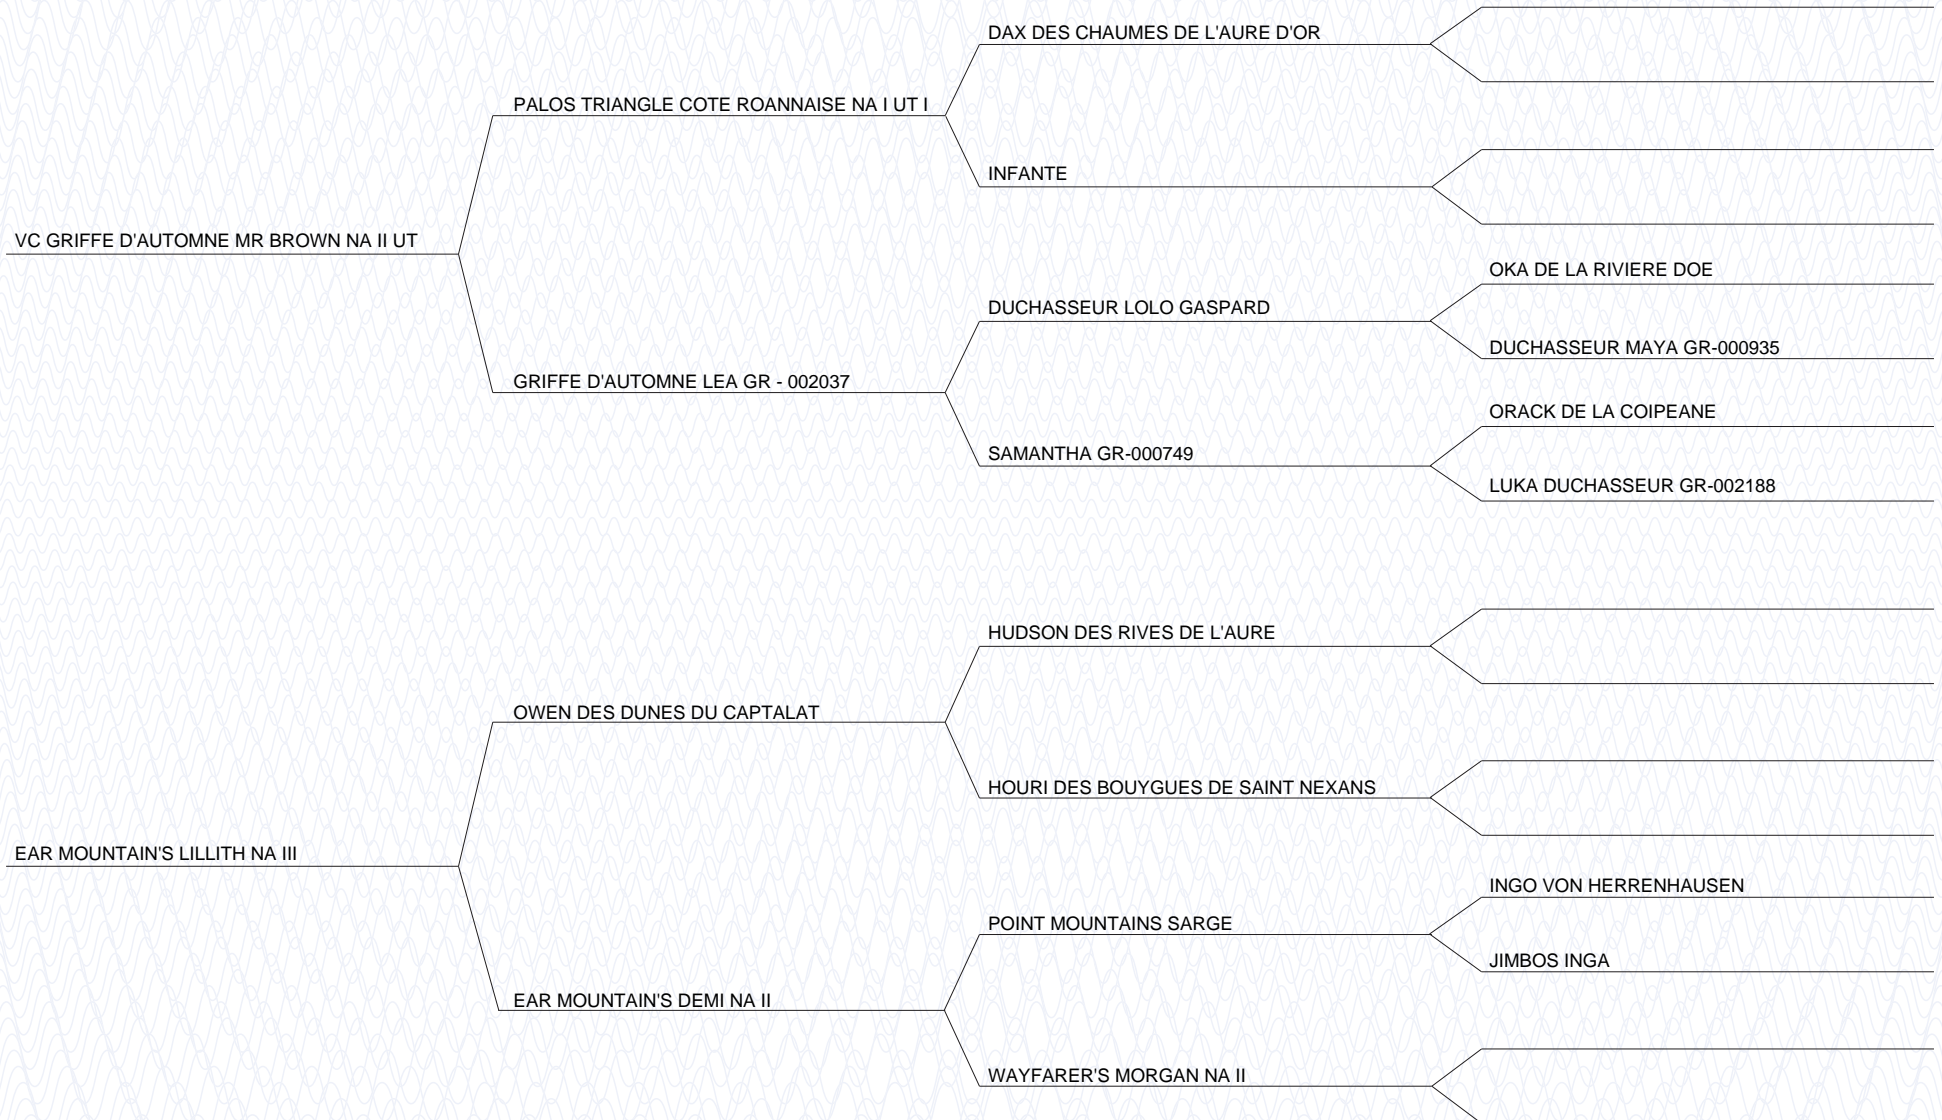 DAX DES CHAUMES DE L'AURE D'OR
PALOS TRIANGLE COTE ROANNAISE NA I UT I
INFANTE
VC GRIFFE D'AUTOMNE MR BROWN NA II UT
OKA DE LA RIVIERE DOE
DUCHASSEUR LOLO GASPARD
DUCHASSEUR MAYA GR-000935
GRIFFE D'AUTOMNE LEA GR - 002037
ORACK DE LA COIPEANE
SAMANTHA GR-000749
LUKA DUCHASSEUR GR-002188
HUDSON DES RIVES DE L'AURE
OWEN DES DUNES DU CAPTALAT
HOURI DES BOUYGUES DE SAINT NEXANS
EAR MOUNTAIN'S LILLITH NA III
INGO VON HERRENHAUSEN
POINT MOUNTAINS SARGE
JIMBOS INGA
EAR MOUNTAIN'S DEMI NA II
WAYFARER'S MORGAN NA II